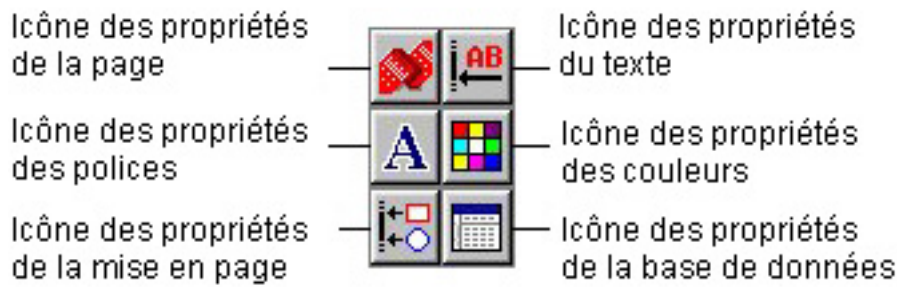 Icône des propriétés
de la page
Icône des propriétés
du texte
AB
Icône des propriétés
des polices
A
Icône des propriétés
des couleurs
Icône des propriétés
de la mise en page
Icône des propriétés
de la base de données